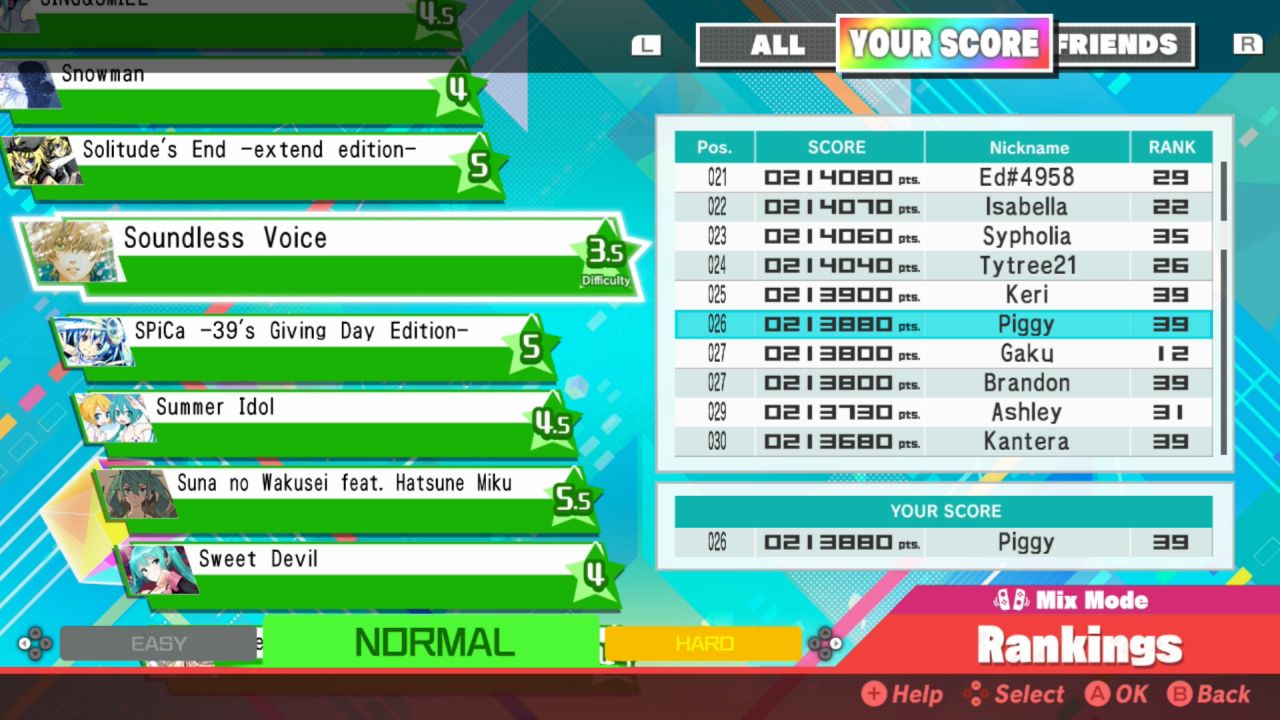 SING&SMILE
4.5
Snowman
4
Solitude's End -extend edition-
5
Soundless Voice
3.5
Difficulty
SPiCa -39's Giving Day Edition-
5
Summer Idol
4.5
Suna no Wakusei feat. Hatsune Miku
5.5
Sweet Devil
4
EASY
NORMAL
HARD
L
ALL
YOUR SCORE
FRIENDS
R
Pos. SCORE Nickname RANK
021 0214080 pts. Ed#4958 29
022 0214070 pts. Isabella 22
023 0214060 pts. Sypholia 35
024 0214040 pts. Tytree21 26
025 0213900 pts. Keri 39
026 0213880 pts. Piggy 39
027 0213800 pts. Gaku 12
027 0213800 pts. Brandon 39
029 0213730 pts. Ashley 31
030 0213680 pts. Kantera 39
YOUR SCORE
026 0213880 pts. Piggy 39
Mix Mode
Rankings
+ Help Select A OK B Back